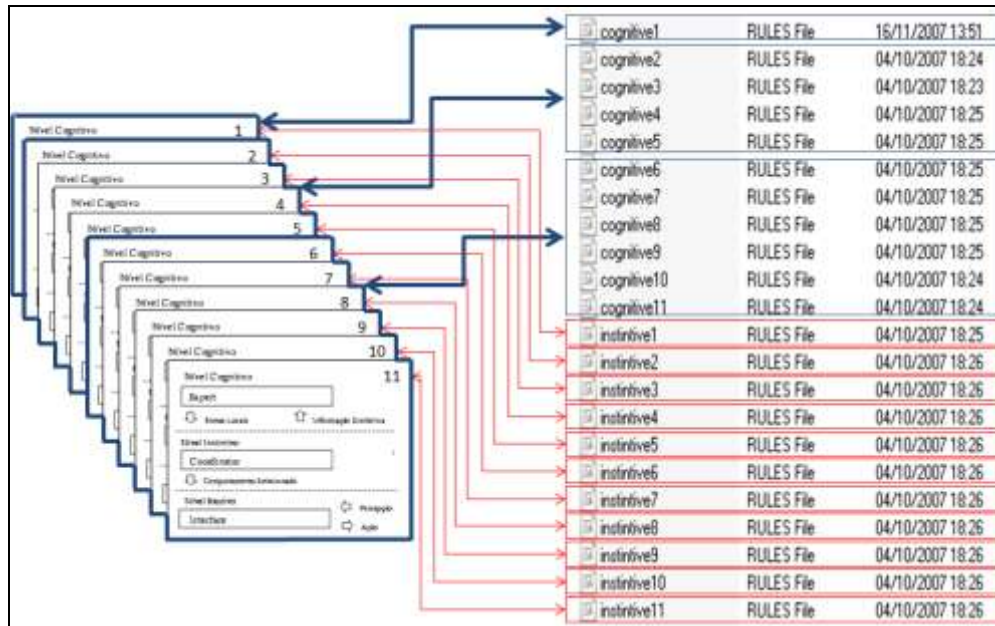 Nível Cognitivo 1
Nível Cognitivo 2
Nível Cognitivo 3
Nível Cognitivo 4
Nível Cognitivo 5
Nível Cognitivo 6
Nível Cognitivo 7
Nível Cognitivo 8
Nível Cognitivo 9
Nível Cognitivo 10
Nível Cognitivo 11
Expert
Metas Locais Informação Simbólica
Nível Instintivo
Coordinator
Comportamento Selecionado
Nível Reativo
Interface
Percepção
Ação
cognitive1 RULES File 16/11/2007 13:51
cognitive2 RULES File 04/10/2007 18:24
cognitive3 RULES File 04/10/2007 18:23
cognitive4 RULES File 04/10/2007 18:25
cognitive5 RULES File 04/10/2007 18:25
cognitive6 RULES File 04/10/2007 18:25
cognitive7 RULES File 04/10/2007 18:25
cognitive8 RULES File 04/10/2007 18:25
cognitive9 RULES File 04/10/2007 18:25
cognitive10 RULES File 04/10/2007 18:24
cognitive11 RULES File 04/10/2007 18:24
instintive1 RULES File 04/10/2007 18:25
instintive2 RULES File 04/10/2007 18:26
instintive3 RULES File 04/10/2007 18:26
instintive4 RULES File 04/10/2007 18:26
instintive5 RULES File 04/10/2007 18:26
instintive6 RULES File 04/10/2007 18:26
instintive7 RULES File 04/10/2007 18:26
instintive8 RULES File 04/10/2007 18:26
instintive9 RULES File 04/10/2007 18:26
instintive10 RULES File 04/10/2007 18:26
instintive11 RULES File 04/10/2007 18:26